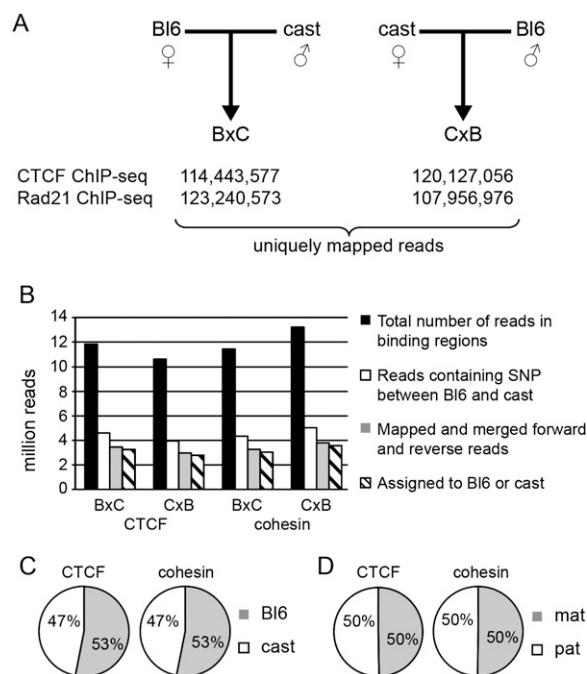 A
Bl6 cast cast Bl6
♀ ♂ ♀ ♂
BxC CxB
CTCF ChIP-seq 114,443,577 120,127,056
Rad21 ChIP-seq 123,240,573 107,956,976
uniquely mapped reads
B
million reads
14
12
10
8
6
4
2
0
BxC CxB BxC CxB
CTCF cohesin
Total number of reads in
binding regions
Reads containing SNP
between Bl6 and cast
Mapped and merged forward
and reverse reads
Assigned to Bl6 or cast
C
CTCF cohesin
47% 53% 47% 53%
Bl6
cast
D
CTCF cohesin
50% 50% 50% 50%
mat
pat